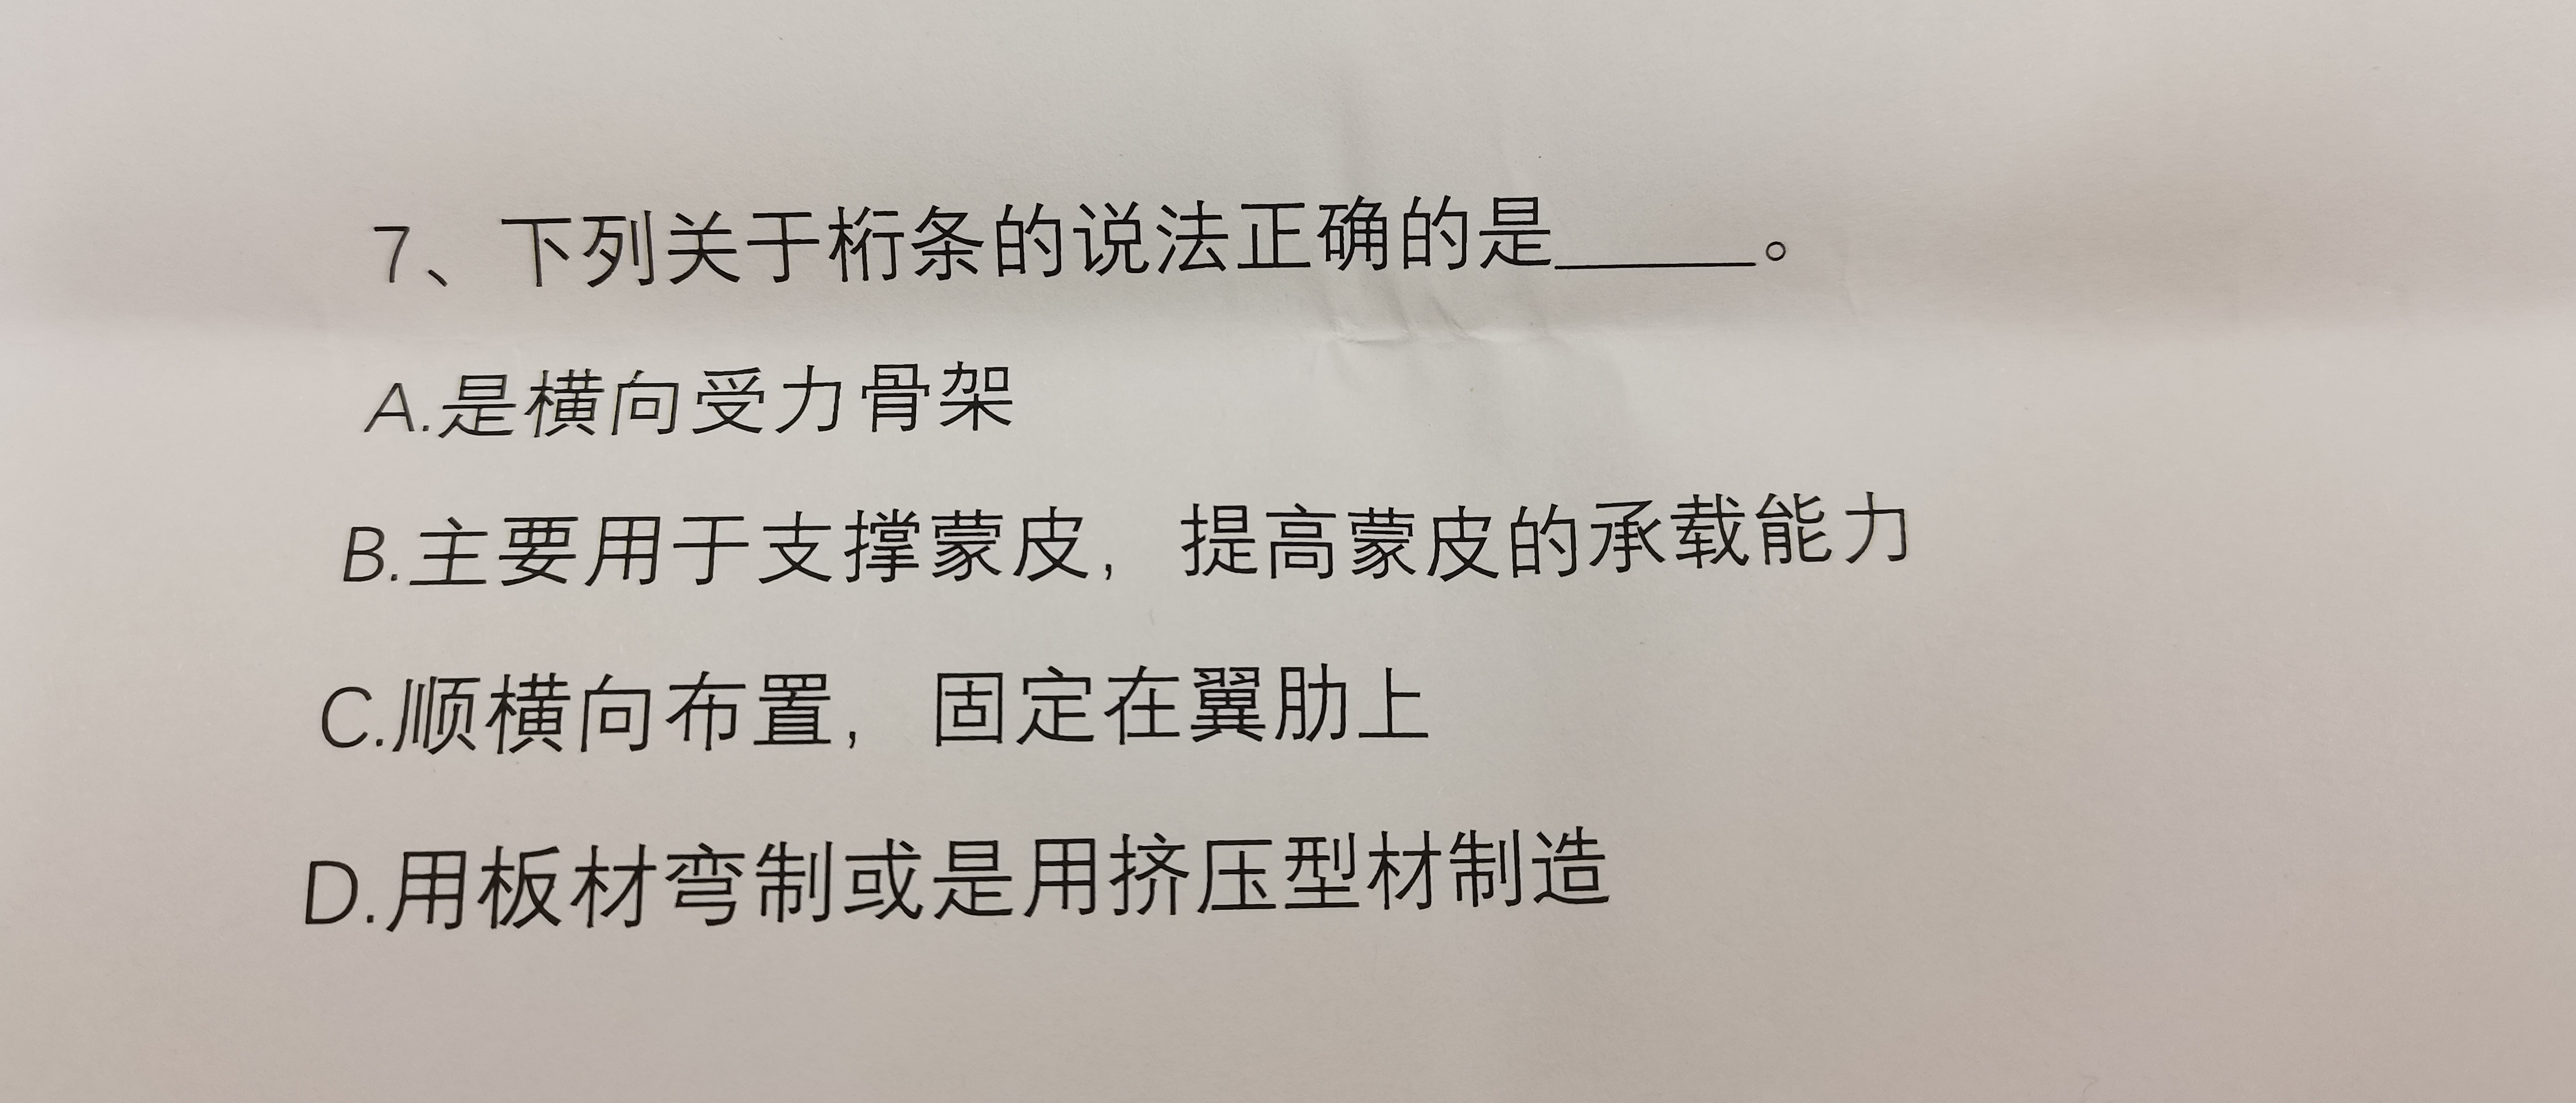 7、下列关于桁条的说法正确的是______。
A.是横向受力骨架
B.主要用于支撑蒙皮，提高蒙皮的承载能力
C.顺横向布置，固定在翼肋上
D.用板材弯制或是用挤压型材制造